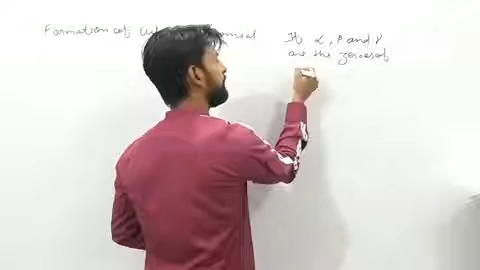 Formation of
If α, β and γ
are the zeroes of